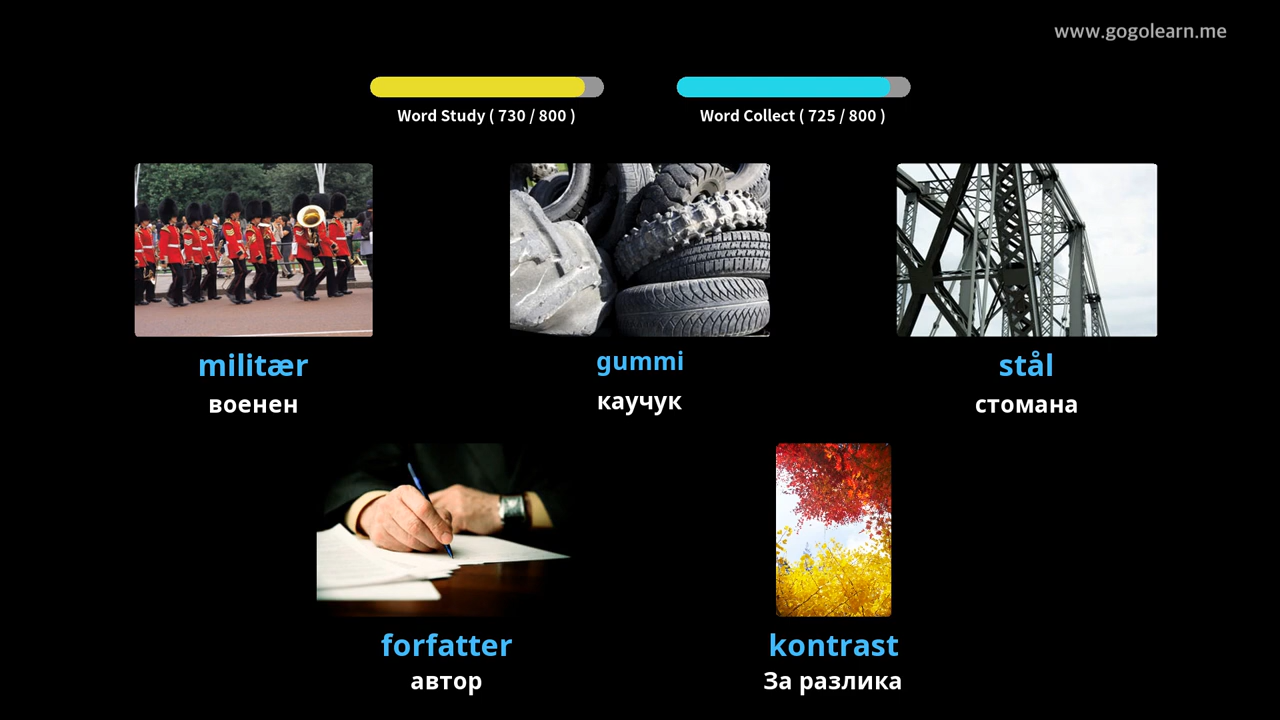 www.gogolearn.me
Word Study ( 730 / 800 )
Word Collect ( 725 / 800 )
militær
военен
gummi
каучук
stål
стомана
forfatter
автор
kontrast
За разлика